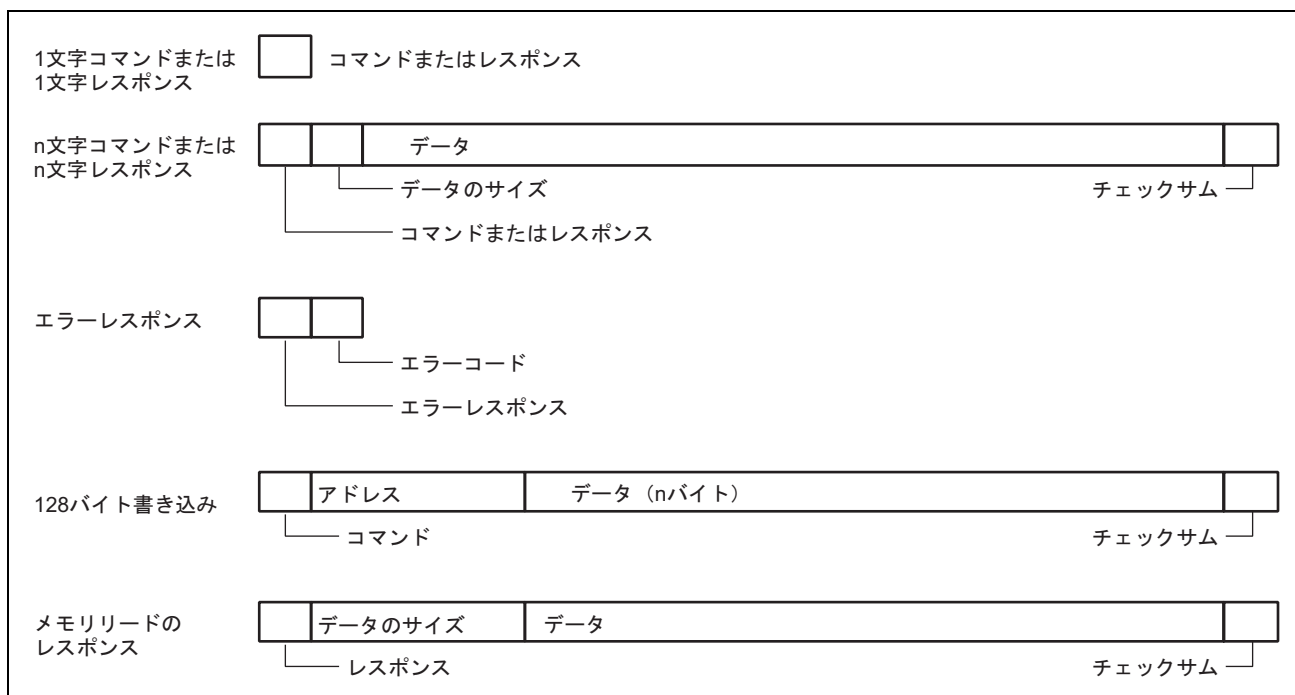 1文字コマンドまたは
1文字レスポンス
コマンドまたはレスポンス
n文字コマンドまたは
n文字レスポンス
データ
データのサイズ
チェックサム
コマンドまたはレスポンス
エラーレスポンス
エラーコード
エラーレスポンス
128バイト書き込み
アドレス
データ（nバイト）
コマンド
チェックサム
メモリリードの
レスポンス
データのサイズ
データ
レスポンス
チェックサム